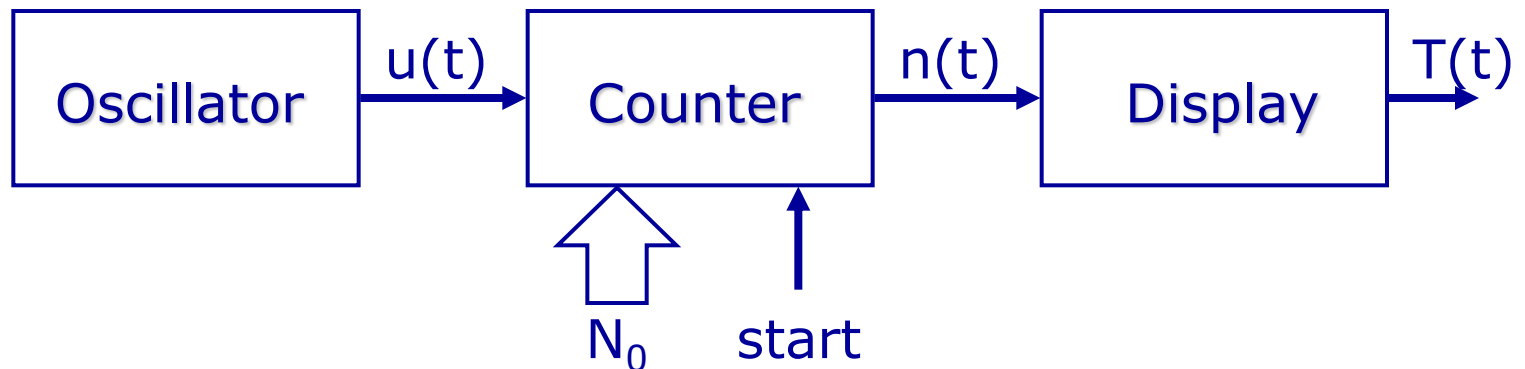 u(t)
n(t)
T(t)
Oscillator
Counter
Display
N₀
start